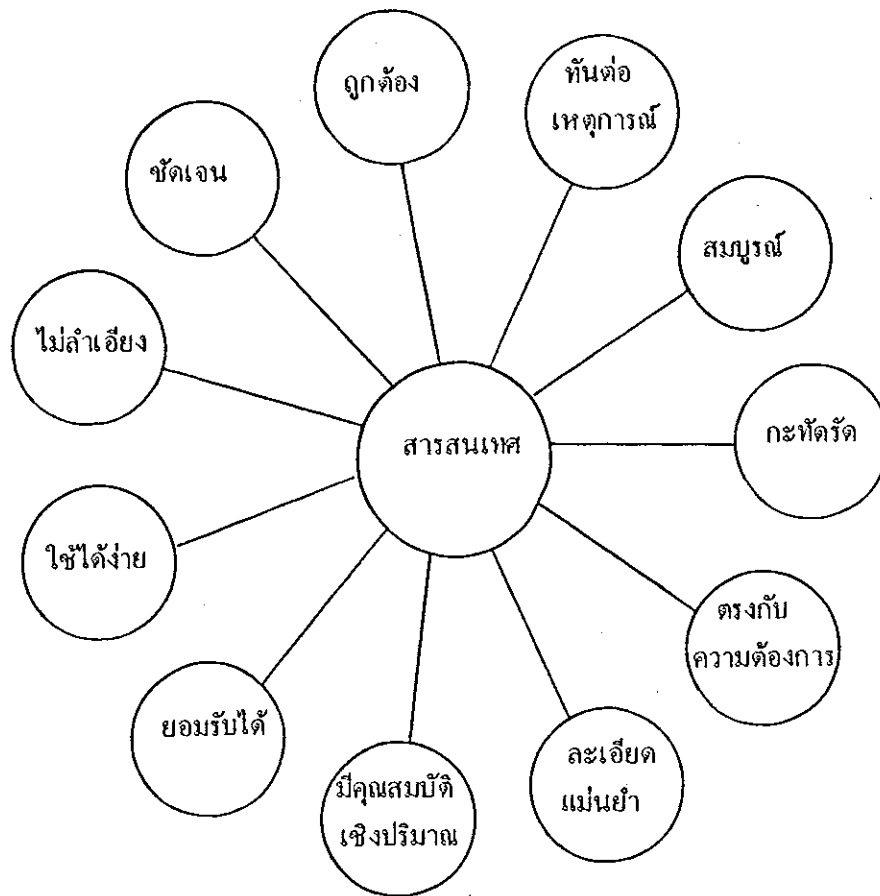 ถูกต้อง
ทันต่อ
เหตุการณ์
ชัดเจน
สมบูรณ์
ไม่ลำเอียง
สารสนเทศ
กะทัดรัด
ใช้ได้ง่าย
ตรงกับ
ความต้องการ
ยอมรับได้
ละเอียด
แม่นยำ
มีคุณสมบัติ
เชิงปริมาณ